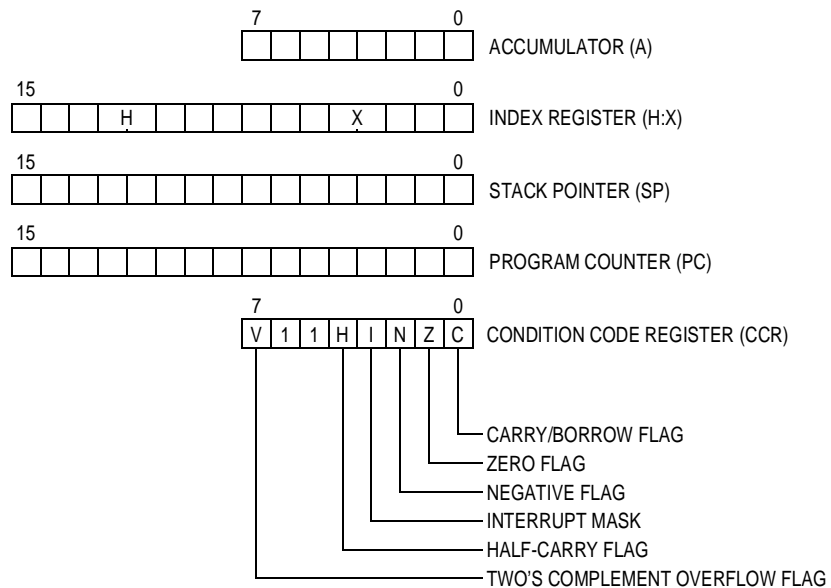 7 0
ACCUMULATOR (A)
15 0
H X INDEX REGISTER (H:X)
15 0
STACK POINTER (SP)
15 0
PROGRAM COUNTER (PC)
7 0
V 1 1 H I N Z C CONDITION CODE REGISTER (CCR)
CARRY/BORROW FLAG
ZERO FLAG
NEGATIVE FLAG
INTERRUPT MASK
HALF-CARRY FLAG
TWO'S COMPLEMENT OVERFLOW FLAG